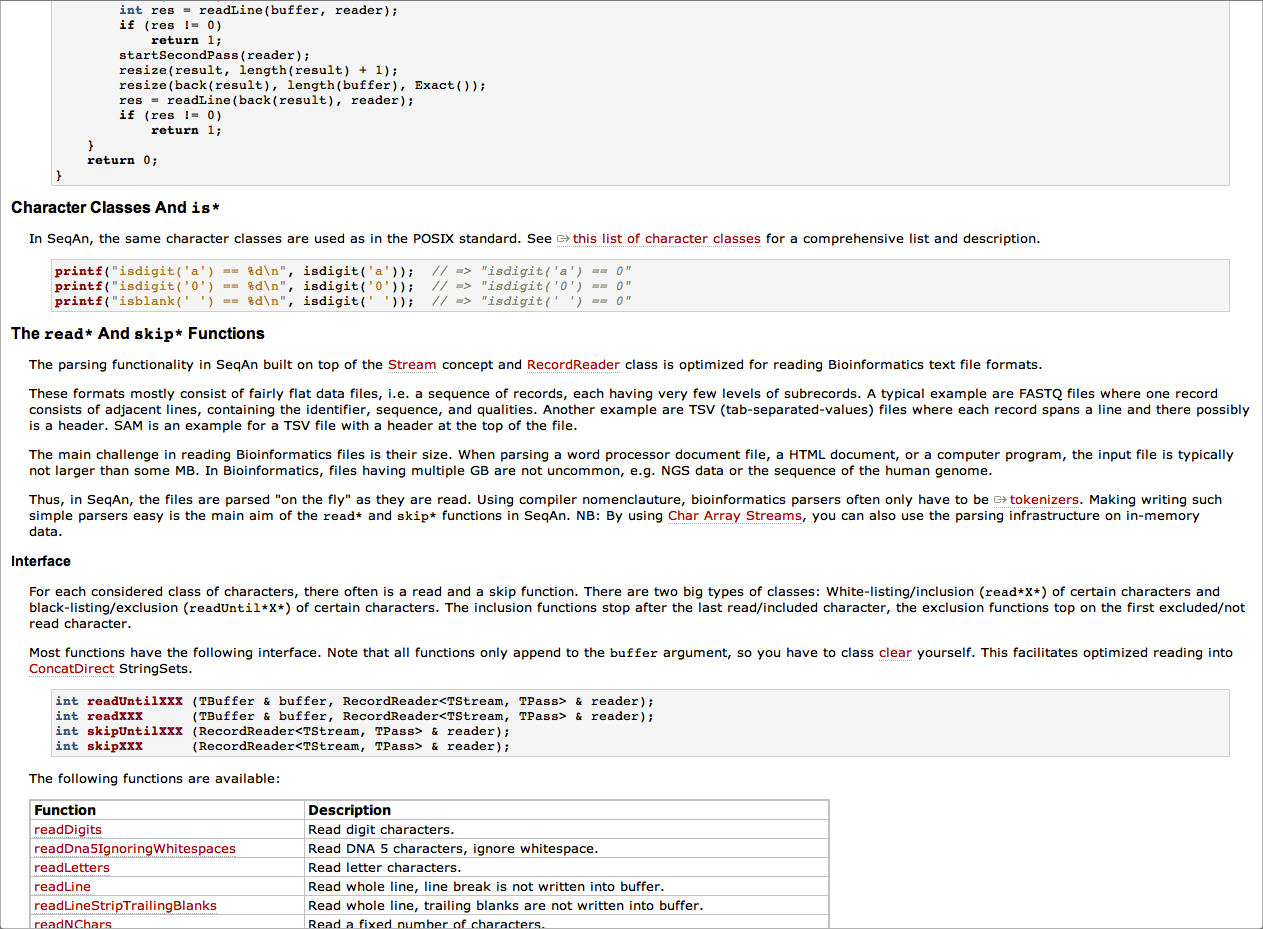 int res = readLine(buffer, reader);
if (res != 0)
return 1;
startSecondPass(reader);
resize(result, length(result) + 1);
resize(back(result), length(buffer), Exact());
res = readLine(back(result), reader);
if (res != 0)
return 1;
}
return 0;
}
Character Classes And is*
In SeqAn, the same character classes are used as in the POSIX standard. See this list of character classes for a comprehensive list and description.
printf("isdigit('a') == %d\n", isdigit('a')); // => "isdigit('a') == 0"
printf("isdigit('0') == %d\n", isdigit('0')); // => "isdigit('0') == 0"
printf("isblank(' ') == %d\n", isdigit(' ')); // => "isdigit(' ') == 0"
The read* And skip* Functions
The parsing functionality in SeqAn built on top of the Stream concept and RecordReader class is optimized for reading Bioinformatics text file formats.
These formats mostly consist of fairly flat data files, i.e. a sequence of records, each having very few levels of subrecords. A typical example are FASTQ files where one record
consists of adjacent lines, containing the identifier, sequence, and qualities. Another example are TSV (tab-separated-values) files where each record spans a line and there possibly
is a header. SAM is an example for a TSV file with a header at the top of the file.
The main challenge in reading Bioinformatics files is their size. When parsing a word processor document file, a HTML document, or a computer program, the input file is typically
not larger than some MB. In Bioinformatics, files having multiple GB are not uncommon, e.g. NGS data or the sequence of the human genome.
Thus, in SeqAn, the files are parsed "on the fly" as they are read. Using compiler nomenclauture, bioinformatics parsers often only have to be tokenizers. Making writing such
simple parsers easy is the main aim of the read* and skip* functions in SeqAn. NB: By using Char Array Streams, you can also use the parsing infrastructure on in-memory
data.
Interface
For each considered class of characters, there often is a read and a skip function. There are two big types of classes: White-listing/inclusion (read*X*) of certain characters and
black-listing/exclusion (readUntil*X*) of certain characters. The inclusion functions stop after the last read/included character, the exclusion functions top on the first excluded/not
read character.
Most functions have the following interface. Note that all functions only append to the buffer argument, so you have to class clear yourself. This facilitates optimized reading into
ConcatDirect StringSets.
int readUntilXXX (TBuffer & buffer, RecordReader<TStream, TPass> & reader);
int readXXX (TBuffer & buffer, RecordReader<TStream, TPass> & reader);
int skipUntilXXX (RecordReader<TStream, TPass> & reader);
int skipXXX (RecordReader<TStream, TPass> & reader);
The following functions are available:
Function Description
readDigits Read digit characters.
readDna5IgnoringWhitespaces Read DNA 5 characters, ignore whitespace.
readLetters Read letter characters.
readLine Read whole line, line break is not written into buffer.
readLineStripTrailingBlanks Read whole line, trailing blanks are not written into buffer.
readNChars Read a fixed number of characters.